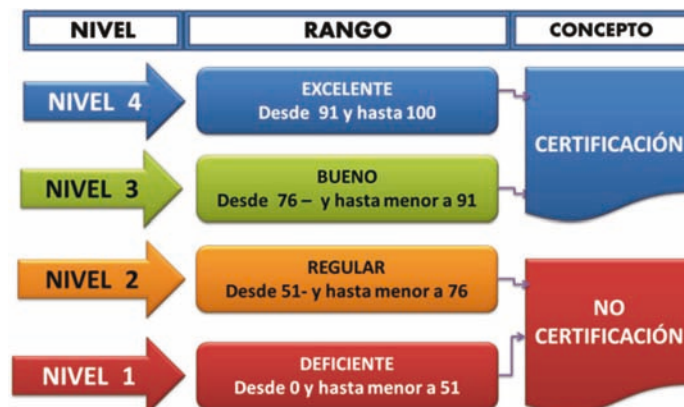 NIVEL RANGO CONCEPTO
NIVEL 4
EXCELENTE
Desde 91 y hasta 100
CERTIFICACIÓN
NIVEL 3
BUENO
Desde 76 – y hasta menor a 91
NIVEL 2
REGULAR
Desde 51- y hasta menor a 76
NO
CERTIFICACIÓN
NIVEL 1
DEFICIENTE
Desde 0 y hasta menor a 51